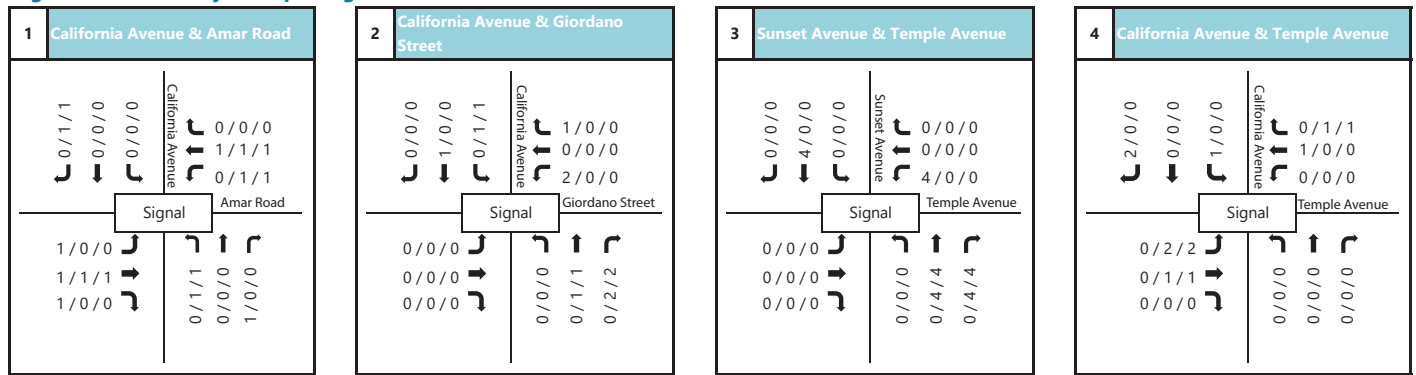 1 California Avenue & Amar Road
0 / 1 / 1
0 / 0 / 0
0 / 0 / 0
California Avenue
0 / 0 / 0
1 / 1 / 1
0 / 1 / 1
Signal
Amar Road
1 / 0 / 0
1 / 1 / 1
1 / 0 / 0
0 / 1 / 1
0 / 0 / 0
1 / 0 / 0
2 California Avenue & Giordano
Street
0 / 0 / 0
1 / 0 / 0
0 / 1 / 1
California Avenue
1 / 0 / 0
0 / 0 / 0
2 / 0 / 0
Signal
Giordano Street
0 / 0 / 0
0 / 0 / 0
0 / 0 / 0
0 / 0 / 0
0 / 1 / 1
0 / 2 / 2
3 Sunset Avenue & Temple Avenue
0 / 0 / 0
4 / 0 / 0
0 / 0 / 0
Sunset Avenue
0 / 0 / 0
0 / 0 / 0
4 / 0 / 0
Signal
Temple Avenue
0 / 0 / 0
0 / 0 / 0
0 / 0 / 0
0 / 0 / 0
0 / 4 / 4
0 / 4 / 4
4 California Avenue & Temple Avenue
2 / 0 / 0
0 / 0 / 0
1 / 0 / 0
California Avenue
0 / 1 / 1
1 / 0 / 0
0 / 0 / 0
Signal
Temple Avenue
0 / 2 / 2
0 / 1 / 1
0 / 0 / 0
0 / 0 / 0
0 / 0 / 0
0 / 0 / 0